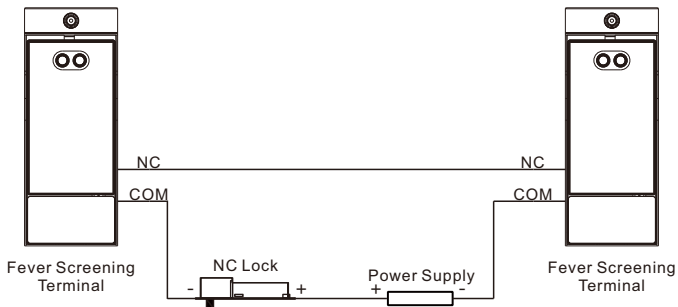 NC
NC
COM
COM
Fever Screening
Terminal
NC Lock
- +
Power Supply
+ -
Fever Screening
Terminal